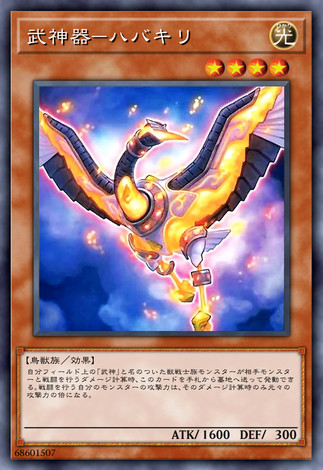 武神器－ハバキリ
光
【鳥獣族／効果】
自分フィールド上の「武神」と名のついた獣戦士族モンスターが相手モンスター
と戦闘を行うダメージ計算時、このカードを手札から墓地へ送って発動でき
る。戦闘を行う自分のモンスターの攻撃力は、そのダメージ計算時のみ元々の
攻撃力の倍になる。
ATK/ 1600 DEF/ 300
68601507